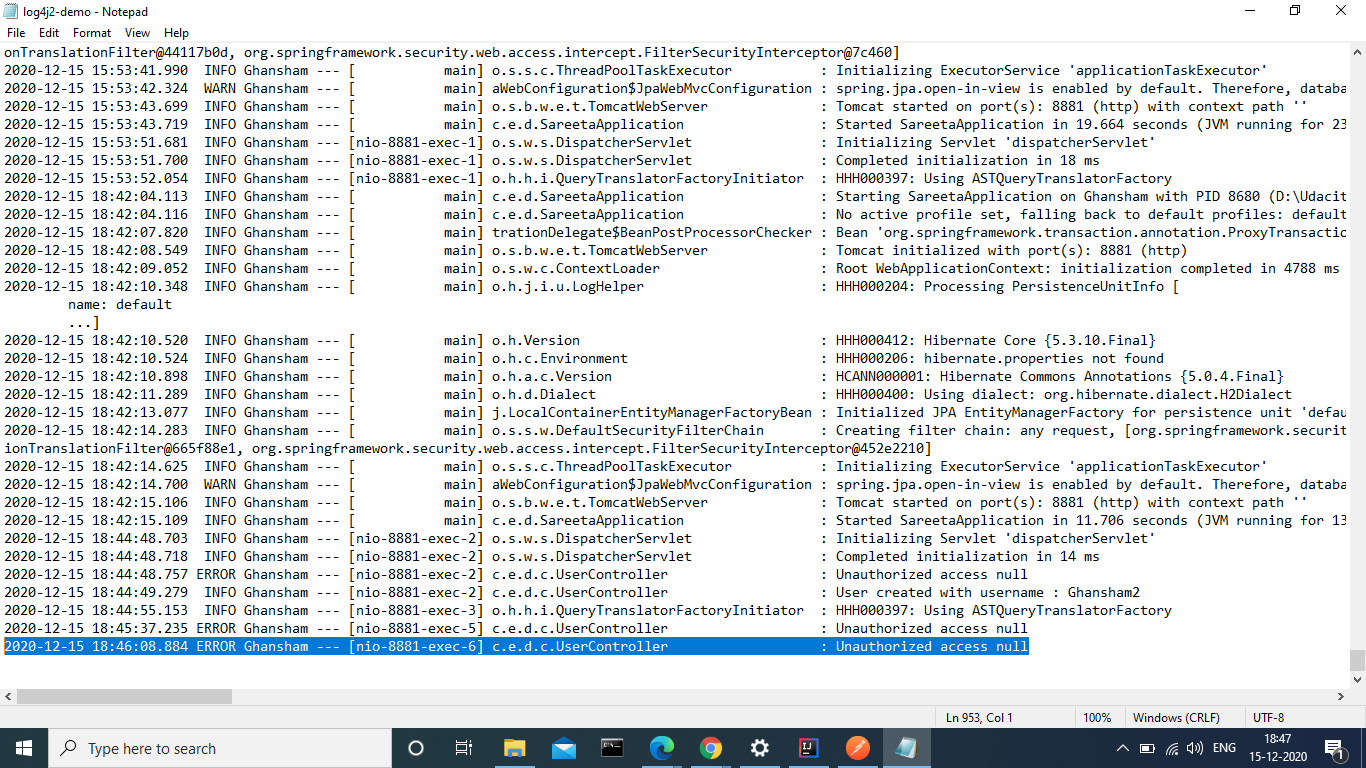 log4j2-demo - Notepad
File Edit Format View Help
onTranslationFilter@44117b0d, org.springframework.security.web.access.intercept.FilterSecurityInterceptor@7c460]
2020-12-15 15:53:41.990  INFO Ghansham --- [           main] o.s.s.c.ThreadPoolTaskExecutor           : Initializing ExecutorService 'applicationTaskExecutor'
2020-12-15 15:53:42.324  WARN Ghansham --- [           main] aWebConfiguration$JpaWebMvcConfiguration : spring.jpa.open-in-view is enabled by default. Therefore, databa
2020-12-15 15:53:43.699  INFO Ghansham --- [           main] o.s.b.w.e.t.TomcatWebServer              : Tomcat started on port(s): 8881 (http) with context path ''
2020-12-15 15:53:43.719  INFO Ghansham --- [           main] c.e.d.SareetaApplication                 : Started SareetaApplication in 19.664 seconds (JVM running for 23
2020-12-15 15:53:51.681  INFO Ghansham --- [nio-8881-exec-1] o.s.w.s.DispatcherServlet                : Initializing Servlet 'dispatcherServlet'
2020-12-15 15:53:51.700  INFO Ghansham --- [nio-8881-exec-1] o.s.w.s.DispatcherServlet                : Completed initialization in 18 ms
2020-12-15 15:53:52.054  INFO Ghansham --- [nio-8881-exec-1] o.h.h.i.QueryTranslatorFactoryInitiator  : HHH000397: Using ASTQueryTranslatorFactory
2020-12-15 18:42:04.113  INFO Ghansham --- [           main] c.e.d.SareetaApplication                 : Starting SareetaApplication on Ghansham with PID 8680 (D:\Udacit
2020-12-15 18:42:04.116  INFO Ghansham --- [           main] c.e.d.SareetaApplication                 : No active profile set, falling back to default profiles: default
2020-12-15 18:42:07.820  INFO Ghansham --- [           main] trationDelegate$BeanPostProcessorChecker : Bean 'org.springframework.transaction.annotation.ProxyTransactio
2020-12-15 18:42:08.549  INFO Ghansham --- [           main] o.s.b.w.e.t.TomcatWebServer              : Tomcat initialized with port(s): 8881 (http)
2020-12-15 18:42:09.052  INFO Ghansham --- [           main] o.s.w.c.ContextLoader                    : Root WebApplicationContext: initialization completed in 4788 ms
2020-12-15 18:42:10.348  INFO Ghansham --- [           main] o.h.j.i.u.LogHelper                      : HHH000204: Processing PersistenceUnitInfo [
name: default
...]
2020-12-15 18:42:10.520  INFO Ghansham --- [           main] o.h.Version                              : HHH000412: Hibernate Core {5.3.10.Final}
2020-12-15 18:42:10.524  INFO Ghansham --- [           main] o.h.c.Environment                        : HHH000206: hibernate.properties not found
2020-12-15 18:42:10.898  INFO Ghansham --- [           main] o.h.a.c.Version                          : HCANN000001: Hibernate Commons Annotations {5.0.4.Final}
2020-12-15 18:42:11.289  INFO Ghansham --- [           main] o.h.d.Dialect                            : HHH000400: Using dialect: org.hibernate.dialect.H2Dialect
2020-12-15 18:42:13.077  INFO Ghansham --- [           main] j.LocalContainerEntityManagerFactoryBean : Initialized JPA EntityManagerFactory for persistence unit 'defau
2020-12-15 18:42:14.283  INFO Ghansham --- [           main] o.s.s.w.DefaultSecurityFilterChain       : Creating filter chain: any request, [org.springframework.securit
ionTranslationFilter@665f88e1, org.springframework.security.web.access.intercept.FilterSecurityInterceptor@452e2210]
2020-12-15 18:42:14.625  INFO Ghansham --- [           main] o.s.s.c.ThreadPoolTaskExecutor           : Initializing ExecutorService 'applicationTaskExecutor'
2020-12-15 18:42:14.700  WARN Ghansham --- [           main] aWebConfiguration$JpaWebMvcConfiguration : spring.jpa.open-in-view is enabled by default. Therefore, databa
2020-12-15 18:42:15.106  INFO Ghansham --- [           main] o.s.b.w.e.t.TomcatWebServer              : Tomcat started on port(s): 8881 (http) with context path ''
2020-12-15 18:42:15.109  INFO Ghansham --- [           main] c.e.d.SareetaApplication                 : Started SareetaApplication in 11.706 seconds (JVM running for 13
2020-12-15 18:44:48.703  INFO Ghansham --- [nio-8881-exec-2] o.s.w.s.DispatcherServlet                : Initializing Servlet 'dispatcherServlet'
2020-12-15 18:44:48.718  INFO Ghansham --- [nio-8881-exec-2] o.s.w.s.DispatcherServlet                : Completed initialization in 14 ms
2020-12-15 18:44:48.757 ERROR Ghansham --- [nio-8881-exec-2] c.e.d.c.UserController                   : Unauthorized access null
2020-12-15 18:44:49.279  INFO Ghansham --- [nio-8881-exec-2] c.e.d.c.UserController                   : User created with username : Ghansham2
2020-12-15 18:44:55.153  INFO Ghansham --- [nio-8881-exec-3] o.h.h.i.QueryTranslatorFactoryInitiator  : HHH000397: Using ASTQueryTranslatorFactory
2020-12-15 18:45:37.235 ERROR Ghansham --- [nio-8881-exec-5] c.e.d.c.UserController                   : Unauthorized access null
2020-12-15 18:46:08.884 ERROR Ghansham --- [nio-8881-exec-6] c.e.d.c.UserController                   : Unauthorized access null
Ln 953, Col 1 100% Windows (CRLF) UTF-8
Type here to search
ENG
18:47
15-12-2020
1